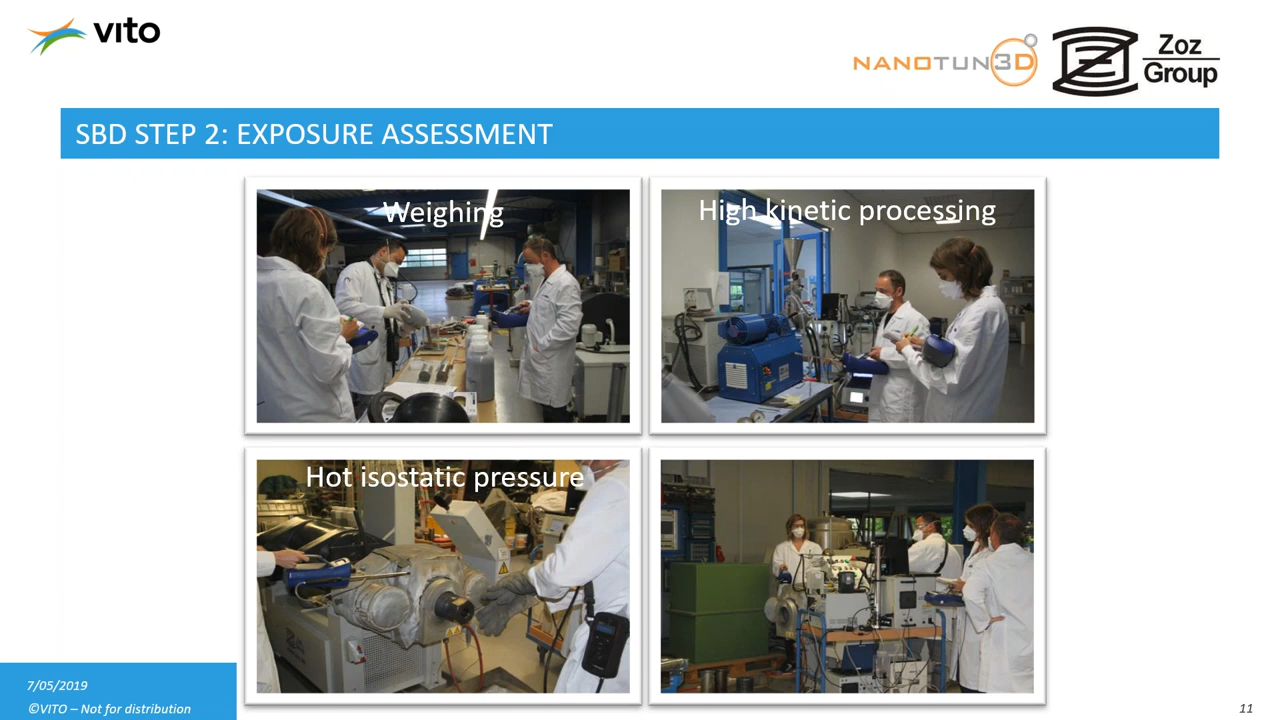 vito
NANOTUN3D
Zoz
Group
SBD STEP 2: EXPOSURE ASSESSMENT
Weighing
High kinetic processing
Hot isostatic pressure
7/05/2019
©VITO – Not for distribution
11